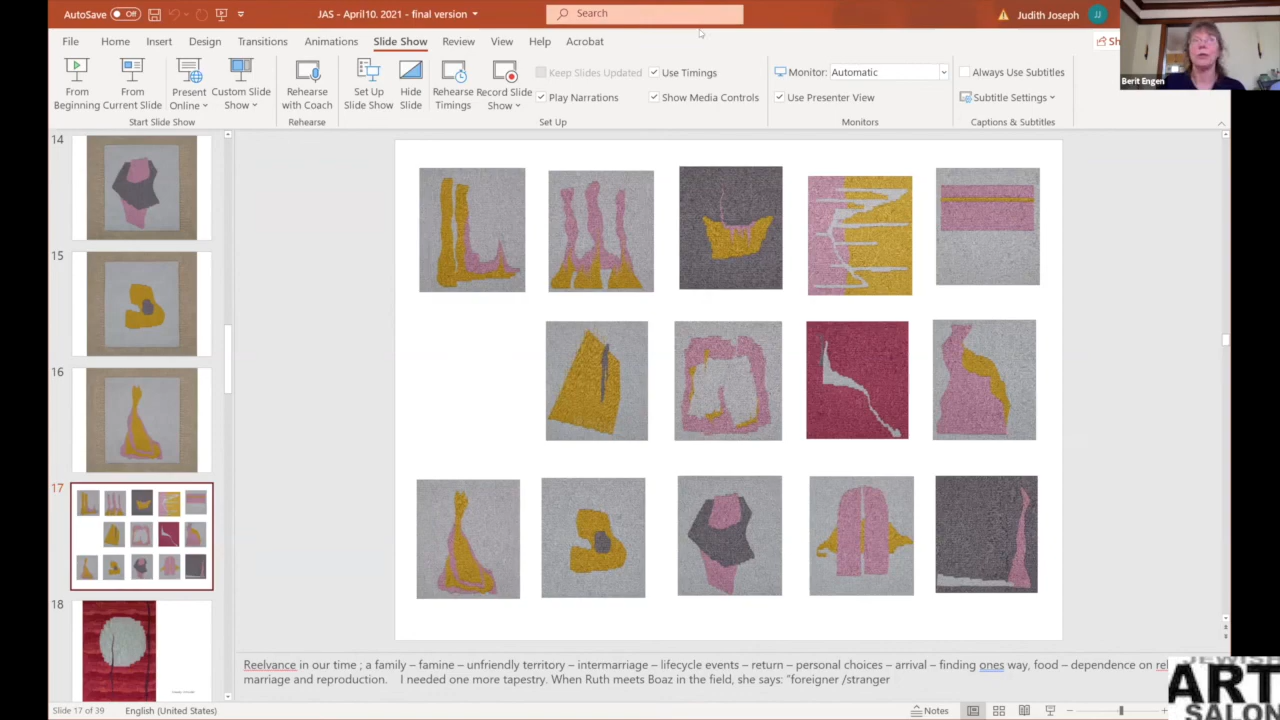 AutoSave Off JAS - April10. 2021 - final version Search Judith Joseph JJ
File Home Insert Design Transitions Animations Slide Show Review View Help Acrobat Sh
Berit Engen
From Beginning
From Current Slide
Present Online
Custom Slide Show
Rehearse with Coach
Set Up Slide Show
Hide Slide
Rehearse Timings
Record Slide Show
Keep Slides Updated
Use Timings
Play Narrations
Show Media Controls
Monitor: Automatic
Use Presenter View
Always Use Subtitles
Subtitle Settings
Start Slide Show Rehearse Set Up Monitors Captions & Subtitles
14
15
16
17
18
Reelvance in our time ; a family – famine – unfriendly territory – intermarriage – lifecycle events – return – choices – arrival – finding ones way, food – dependence on rel
marriage and reproduction. I needed one more tapestry. When Ruth meets Boaz in the field, she says: "foreigner /stranger
JEWISH
ART
SALON
Slide 17 of 39 English (United States) Notes